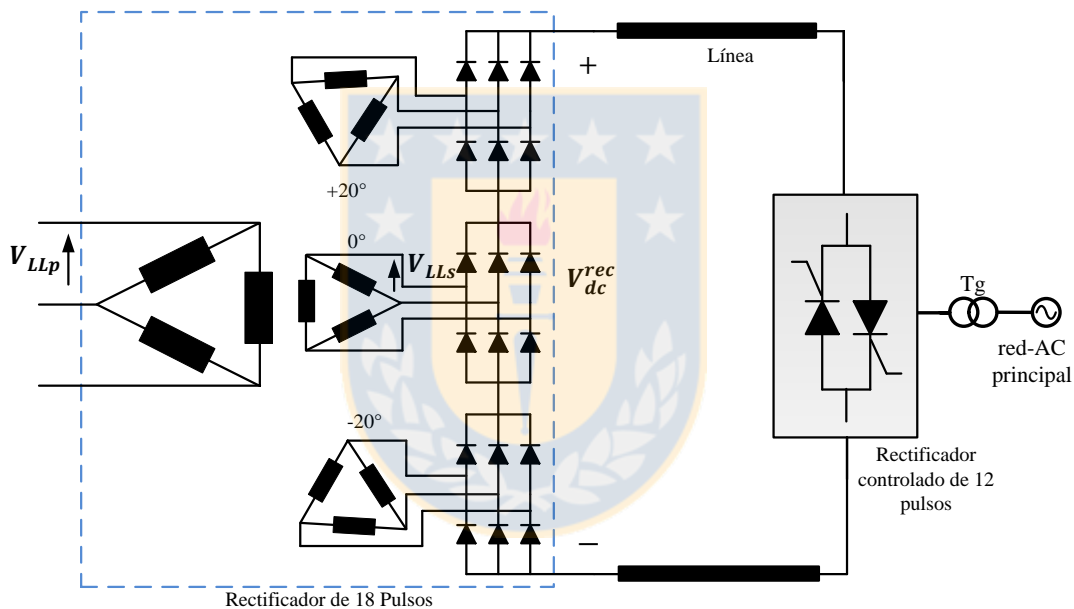 +
Línea
+20°
0°
V_LLp
V_LLs
V_dc^rec
Tg
red-AC
principal
-20°
Rectificador
controlado de 12
pulsos
−
Rectificador de 18 Pulsos